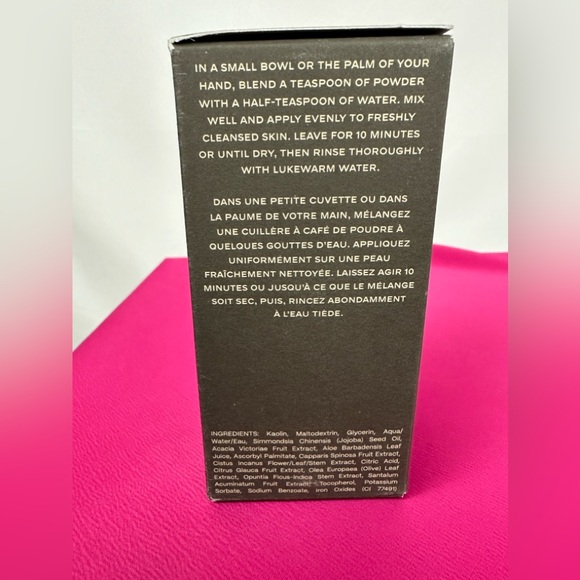 IN A SMALL BOWL OR THE PALM OF YOUR
HAND, BLEND A TEASPOON OF POWDER
WITH A HALF-TEASPOON OF WATER. MIX
WELL AND APPLY EVENLY TO FRESHLY
CLEANSED SKIN. LEAVE FOR 10 MINUTES
OR UNTIL DRY, THEN RINSE THOROUGHLY
WITH LUKEWARM WATER.
DANS UNE PETITE CUVETTE OU DANS
LA PAUME DE VOTRE MAIN, MÉLANGEZ
UNE CUILLÈRE À CAFÉ DE POUDRE À
QUELQUES GOUTTES D'EAU. APPLIQUEZ
UNIFORMÉMENT SUR UNE PEAU
FRAÎCHEMENT NETTOYÉE. LAISSEZ AGIR 10
MINUTES OU JUSQU'À CE QUE LE MÉLANGE
SOIT SEC, PUIS, RINCEZ ABONDAMMENT
À L'EAU TIÈDE.
INGREDIENTS: Kaolin, Maltodextrin, Glycerin, Aqua/
Water/Eau, Simmondsia Chinensis (Jojoba) Seed Oil,
Acacia Victoriae Fruit Extract, Aloe Barbadensis Leaf
Juice, Ascorbyl Palmitate, Capparis Spinosa Fruit Extract,
Cistus Incanus Flower/Leaf/Stem Extract, Citric Acid,
Citrus Glauca Fruit Extract, Olea Europaea (Olive) Leaf
Extract, Opuntia Ficus-Indica Stem Extract, Santalum
Acuminatum Fruit Extract, Tocopherol, Potassium
Sorbate, Sodium Benzoate, Iron Oxides (CI 77491)